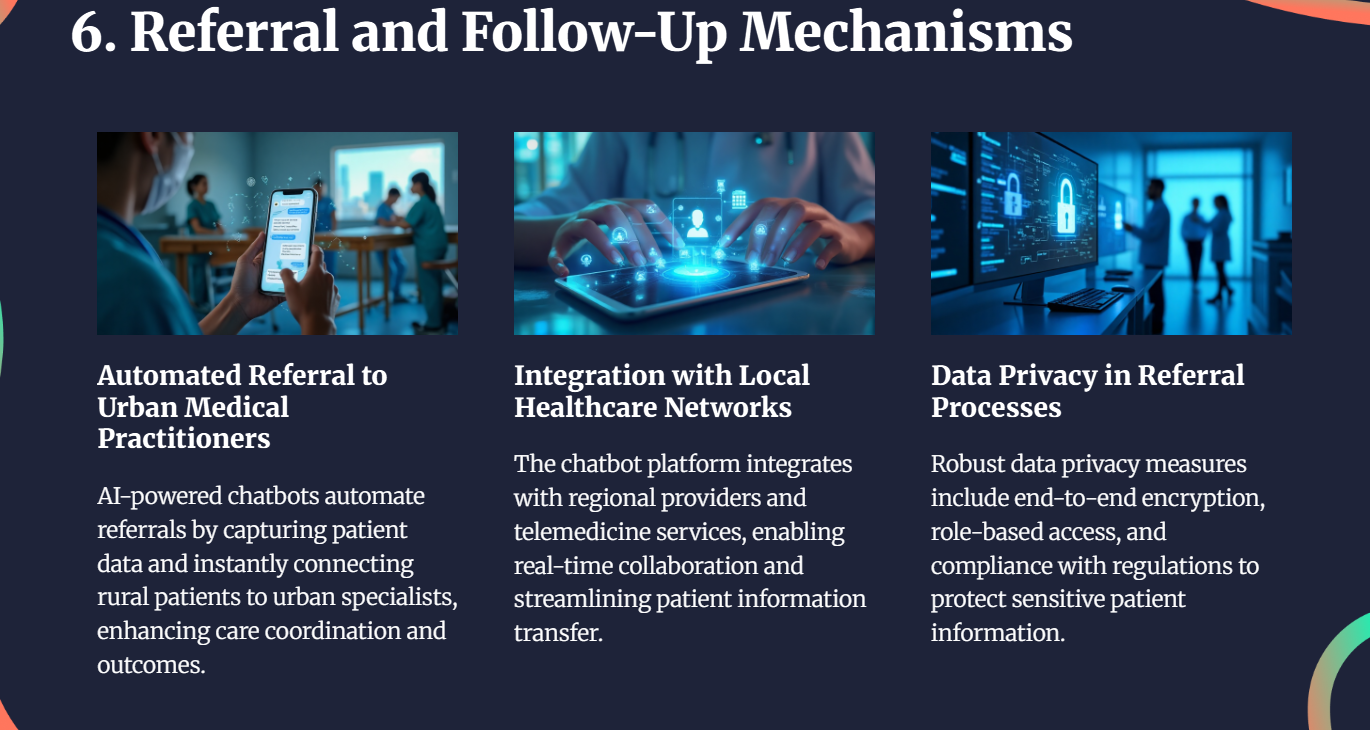 6. Referral and Follow-Up Mechanisms
Automated Referral to
Urban Medical
Practitioners
AI-powered chatbots automate
referrals by capturing patient
data and instantly connecting
rural patients to urban specialists,
enhancing care coordination and
outcomes.
Integration with Local
Healthcare Networks
The chatbot platform integrates
with regional providers and
telemedicine services, enabling
real-time collaboration and
streamlining patient information
transfer.
Data Privacy in Referral
Processes
Robust data privacy measures
include end-to-end encryption,
role-based access, and
compliance with regulations to
protect sensitive patient
information.